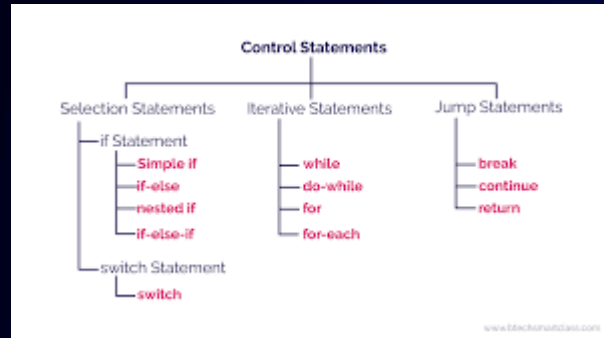 Control Statements
Selection Statements
if Statement
Simple if
if-else
nested if
if-else-if
switch Statement
switch
Iterative Statements
while
do-while
for
for-each
Jump Statements
break
continue
return
www.btechsmartclass.com